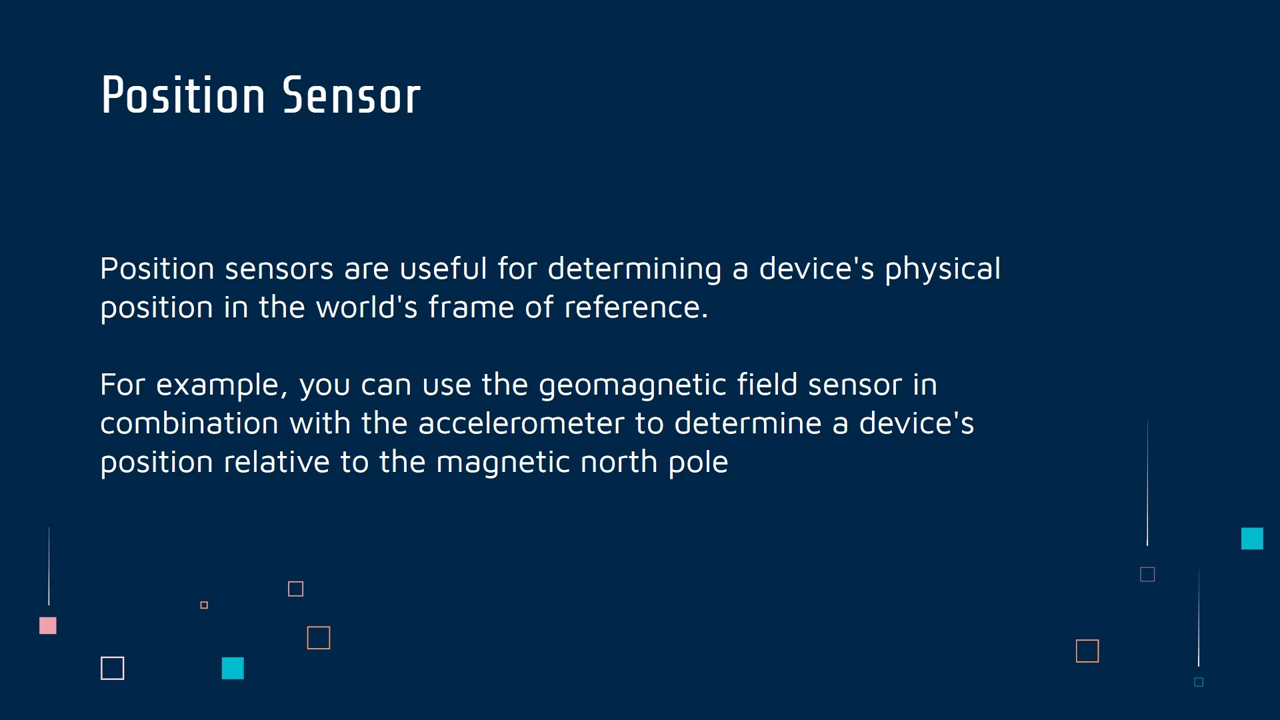 Position Sensor
Position sensors are useful for determining a device's physical
position in the world's frame of reference.
For example, you can use the geomagnetic field sensor in
combination with the accelerometer to determine a device's
position relative to the magnetic north pole